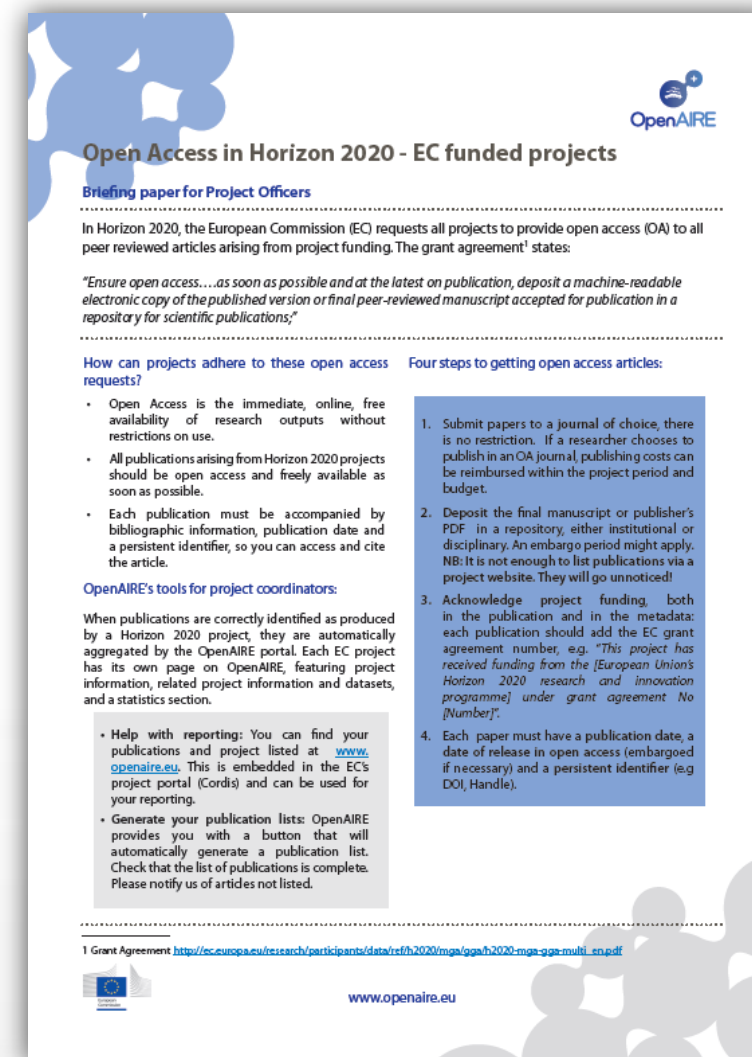 OpenAIRE
Open Access in Horizon 2020 - EC funded projects
Briefing paper for Project Officers
In Horizon 2020, the European Commission (EC) requests all projects to provide open access (OA) to all
peer reviewed articles arising from project funding. The grant agreement¹ states:
"Ensure open access….as soon as possible and at the latest on publication, deposit a machine-readable
electronic copy of the published version or final peer-reviewed manuscript accepted for publication in a
repository for scientific publications;"
How can projects adhere to these open access
requests?
• Open Access is the immediate, online, free
availability of research outputs without
restrictions on use.
• All publications arising from Horizon 2020 projects
should be open access and freely available as
soon as possible.
• Each publication must be accompanied by
bibliographic information, publication date and
a persistent identifier, so you can access and cite
the article.
OpenAIRE's tools for project coordinators:
When publications are correctly identified as produced
by a Horizon 2020 project, they are automatically
aggregated by the OpenAIRE portal. Each EC project
has its own page on OpenAIRE, featuring project
information, related project information and datasets,
and a statistics section.
• Help with reporting: You can find your
publications and project listed at www.
openaire.eu. This is embedded in the EC's
project portal (Cordis) and can be used for
your reporting.
• Generate your publication lists: OpenAIRE
provides you with a button that will
automatically generate a publication list.
Check that the list of publications is complete.
Please notify us of articles not listed.
Four steps to getting open access articles:
1. Submit papers to a journal of choice, there
is no restriction. If a researcher chooses to
publish in an OA journal, publishing costs can
be reimbursed within the project period and
budget.
2. Deposit the final manuscript or publisher's
PDF in a repository, either institutional or
disciplinary. An embargo period might apply.
NB: It is not enough to list publications via a
project website. They will go unnoticed!
3. Acknowledge project funding, both
in the publication and in the metadata:
each publication should add the EC grant
agreement number, e.g. "This project has
received funding from the [European Union's
Horizon 2020 research and innovation
programme] under grant agreement No
[Number]".
4. Each paper must have a publication date, a
date of release in open access (embargoed
if necessary) and a persistent identifier (e.g
DOI, Handle).
1 Grant Agreement http://ec.europa.eu/research/participants/data/ref/h2020/mga/gga/h2020-mga-gga-multi_en.pdf
European
Commission
www.openaire.eu